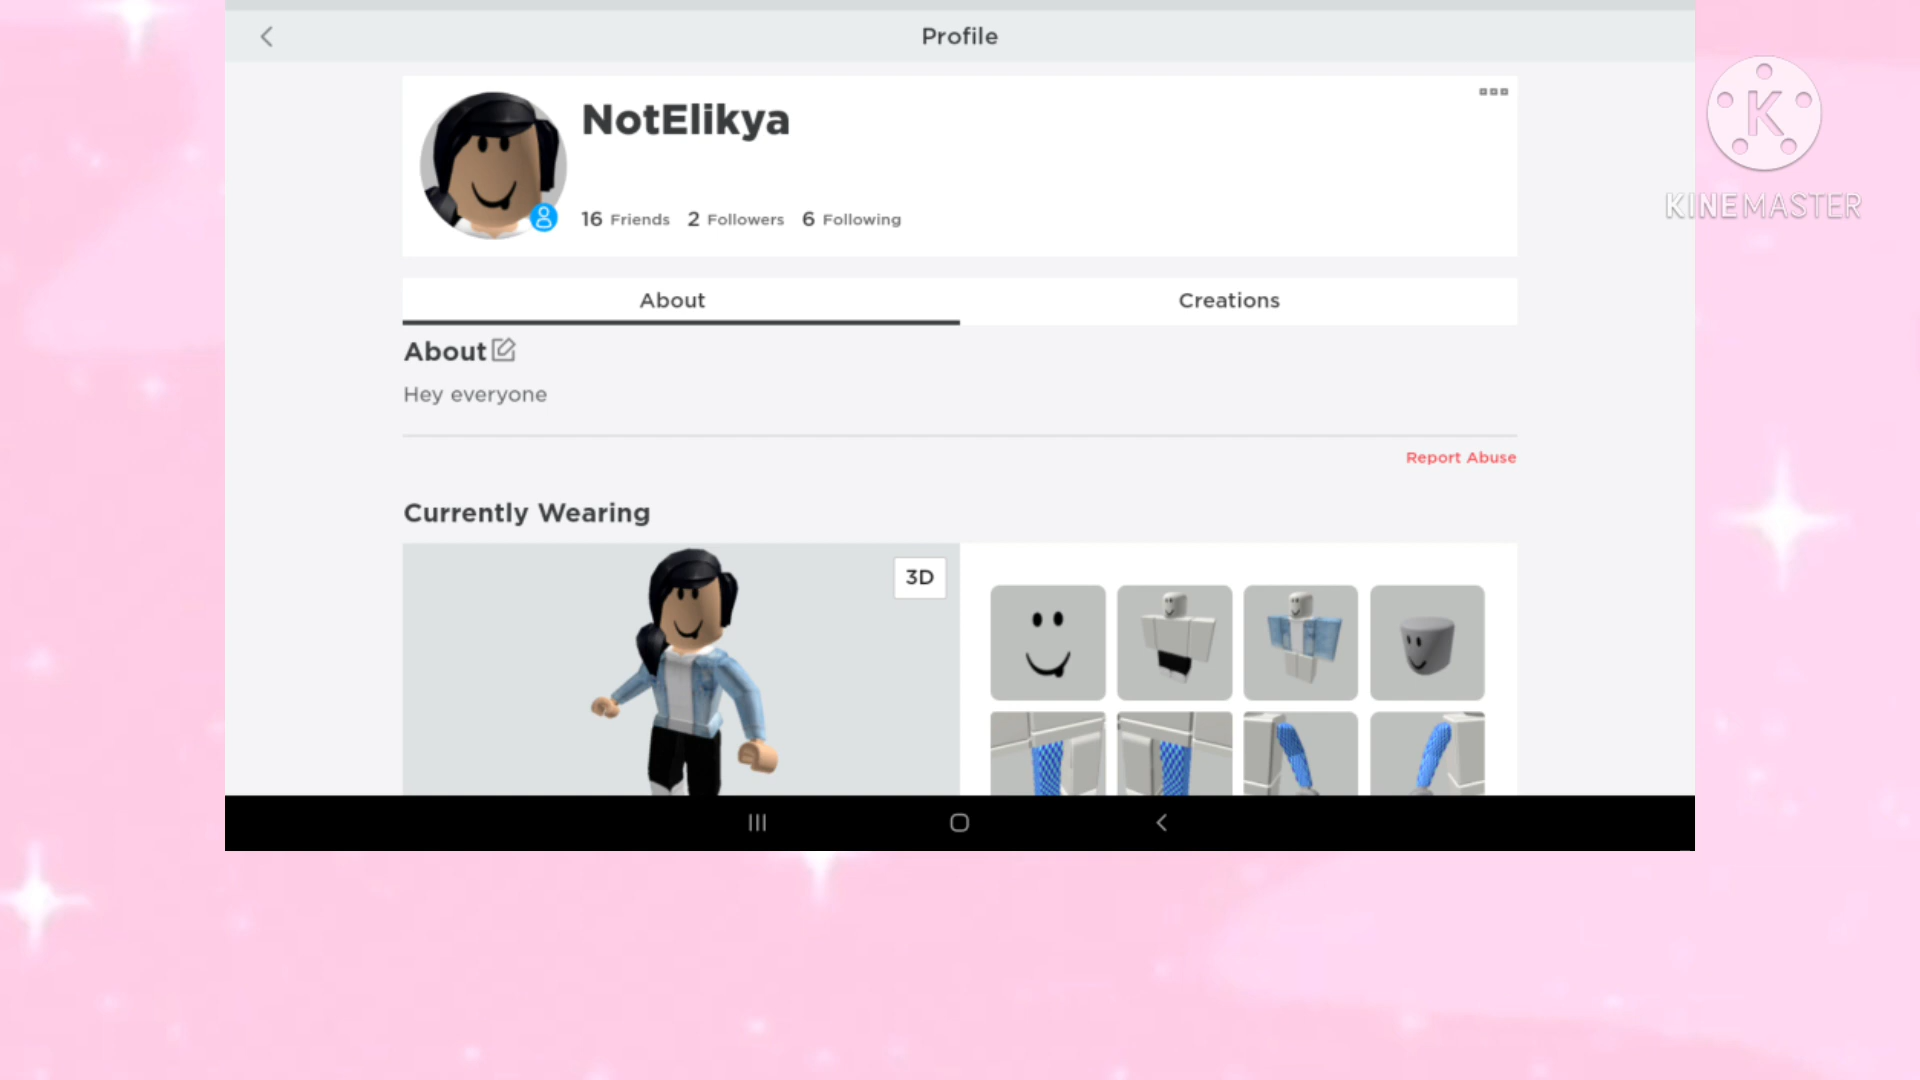 Profile
NotElikya
16 Friends 2 Followers 6 Following
K
KINEMASTER
About Creations
About
Hey everyone
Report Abuse
Currently Wearing
3D